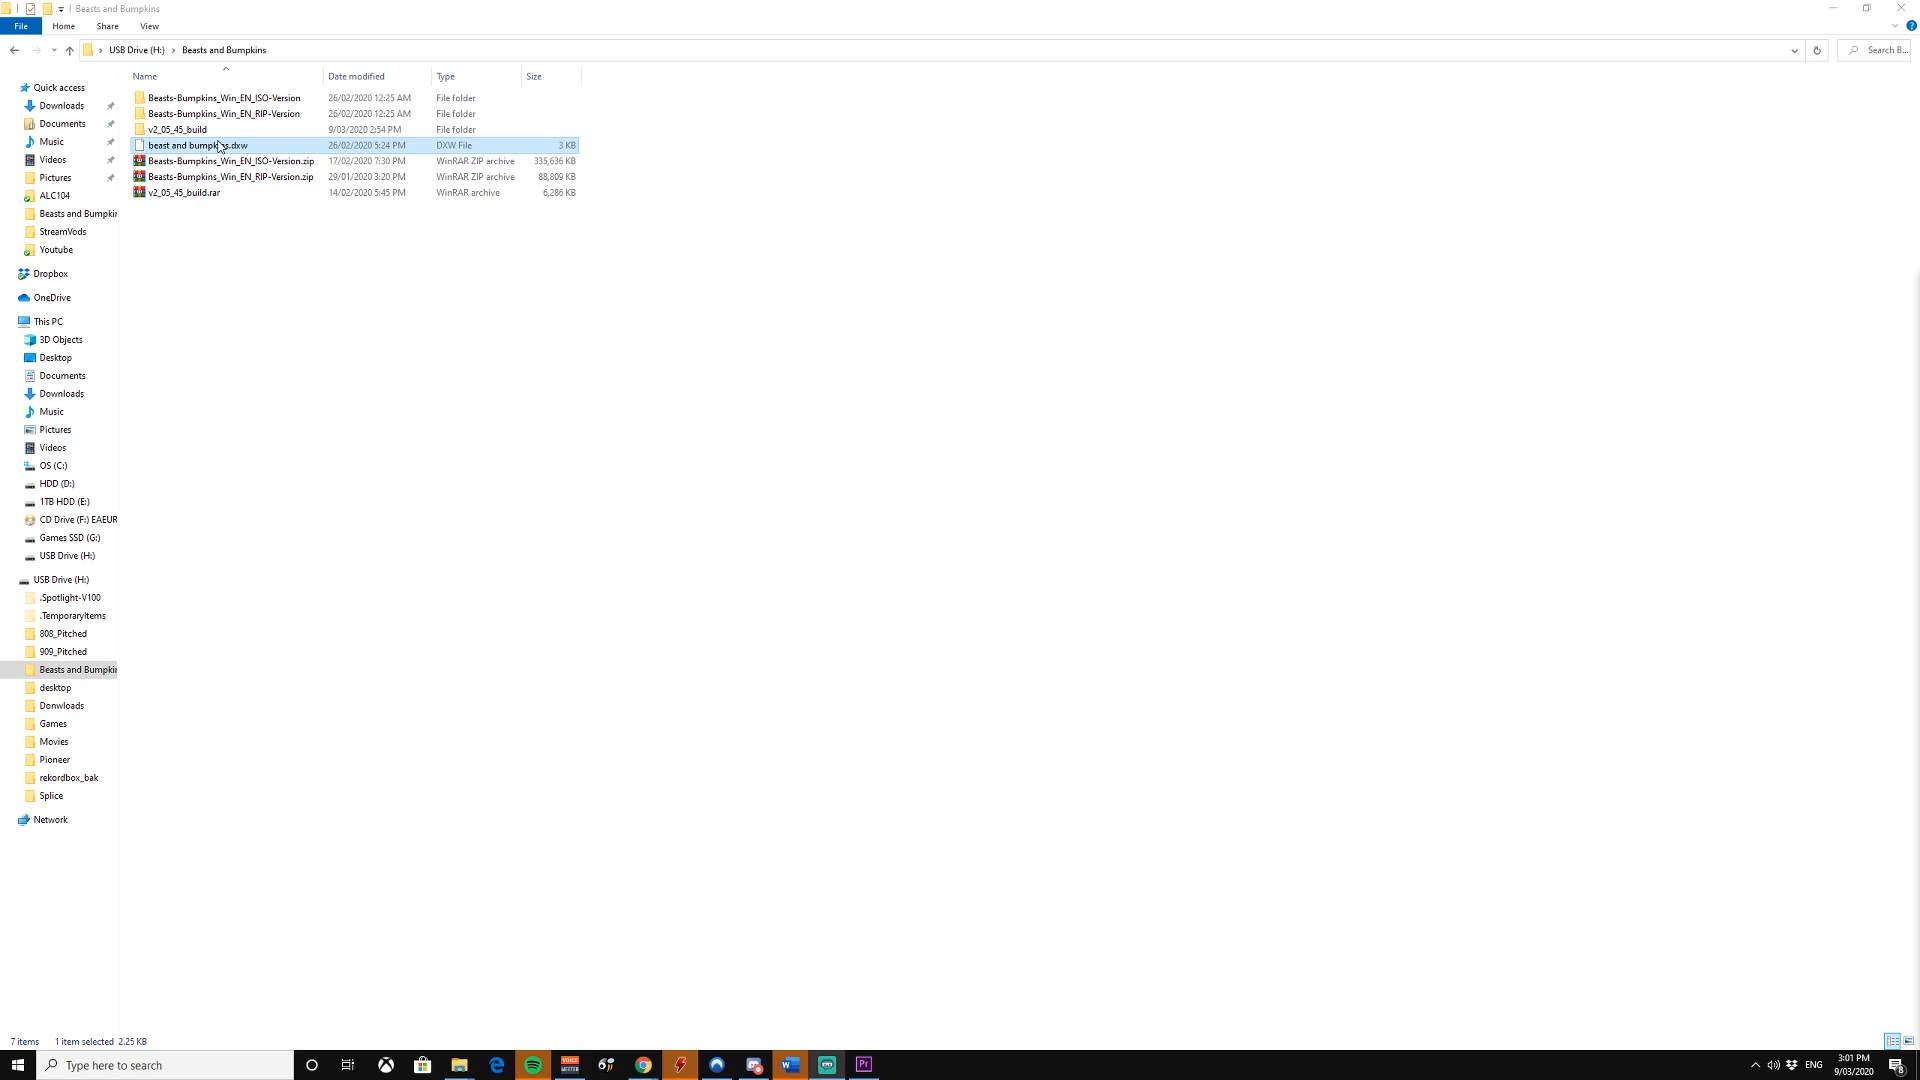 Beasts and Bumpkins
File Home Share View
USB Drive (H:) Beasts and Bumpkins Search B...
Name Date modified Type Size
Beasts-Bumpkins_Win_EN_ISO-Version 26/02/2020 12:25 AM File folder
Beasts-Bumpkins_Win_EN_RIP-Version 26/02/2020 12:25 AM File folder
v2_05_45_build 9/03/2020 2:54 PM File folder
beast and bumpkins.dxw 26/02/2020 5:24 PM DXW File 3 KB
Beasts-Bumpkins_Win_EN_ISO-Version.zip 17/02/2020 7:30 PM WinRAR ZIP archive 335,636 KB
Beasts-Bumpkins_Win_EN_RIP-Version.zip 29/01/2020 3:20 PM WinRAR ZIP archive 88,809 KB
v2_05_45_build.rar 14/02/2020 5:45 PM WinRAR archive 6,286 KB
Quick access
Downloads
Documents
Music
Videos
Pictures
ALC104
Beasts and Bumpkin
StreamVods
Youtube
Dropbox
OneDrive
This PC
3D Objects
Desktop
Documents
Downloads
Music
Pictures
Videos
OS (C:)
HDD (D:)
1TB HDD (E:)
CD Drive (F:) EAEUR
Games SSD (G:)
USB Drive (H:)
USB Drive (H:)
.Spotlight-V100
.TemporaryItems
808_Pitched
909_Pitched
Beasts and Bumpkin
desktop
Donwloads
Games
Movies
Pioneer
rekordbox_bak
Splice
Network
7 items 1 item selected 2.25 KB
Type here to search
VOICE MEETER
W
Pr
ENG
3:01 PM
9/03/2020
8